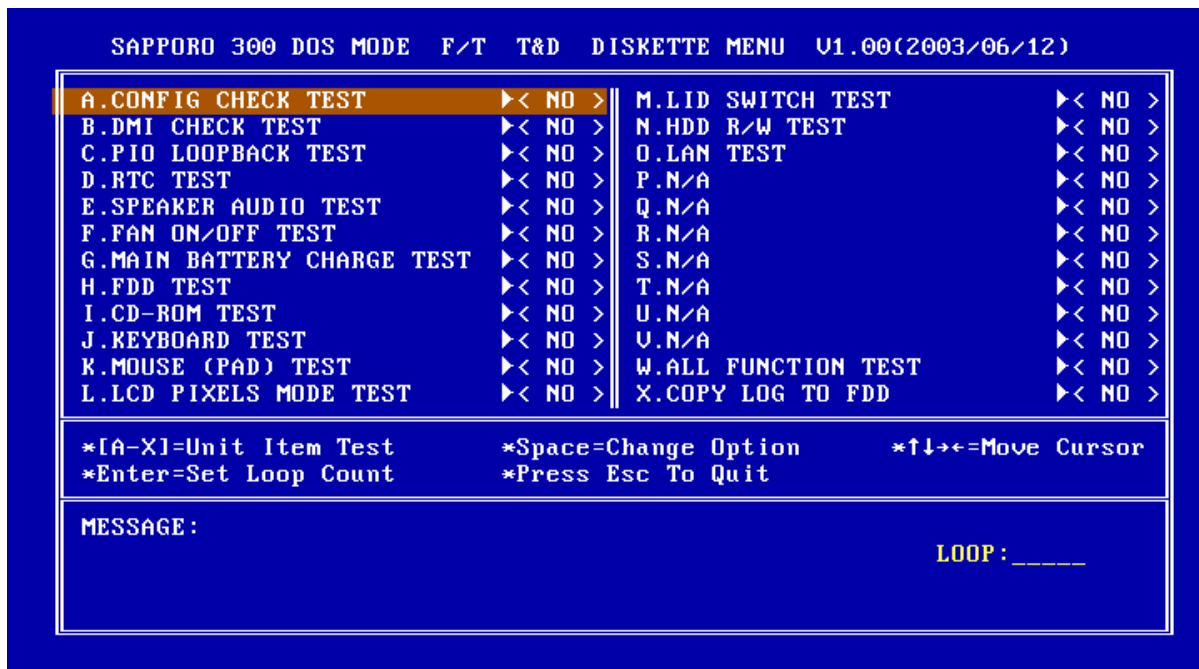 SAPPORO 300 DOS MODE  F/T  T&D  DISKETTE MENU  V1.00(2003/06/12)
A.CONFIG CHECK TEST ►< NO >
B.DMI CHECK TEST ►< NO >
C.PIO LOOPBACK TEST ►< NO >
D.RTC TEST ►< NO >
E.SPEAKER AUDIO TEST ►< NO >
F.FAN ON/OFF TEST ►< NO >
G.MAIN BATTERY CHARGE TEST ►< NO >
H.FDD TEST ►< NO >
I.CD-ROM TEST ►< NO >
J.KEYBOARD TEST ►< NO >
K.MOUSE (PAD) TEST ►< NO >
L.LCD PIXELS MODE TEST ►< NO >
M.LID SWITCH TEST ►< NO >
N.HDD R/W TEST ►< NO >
O.LAN TEST ►< NO >
P.N/A ►< NO >
Q.N/A ►< NO >
R.N/A ►< NO >
S.N/A ►< NO >
T.N/A ►< NO >
U.N/A ►< NO >
V.N/A ►< NO >
W.ALL FUNCTION TEST ►< NO >
X.COPY LOG TO FDD ►< NO >
*[A-X]=Unit Item Test *Space=Change Option *↑↓→←=Move Cursor
*Enter=Set Loop Count *Press Esc To Quit
MESSAGE:
LOOP:_____